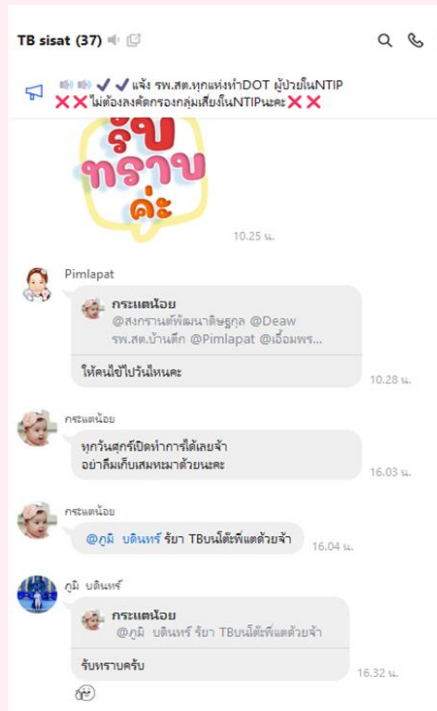 TB sisat (37)
แจ้ง รพ.สต.ทุกแห่งทำDOT ผู้ป่วยในNTIP
ไม่ต้องลงคัดกรองกลุ่มเสี่ยงในNTIPนะคะ
รับ
ทราบ
ค่ะ
10.25 น.
Pimlapat
กระแตน้อย
@สงกรานต์พัฒนาดิษฐกุล @Deaw
รพ.สต.บ้านตึก @Pimlapat @เอื้อมพร...
ให้คนไข้ไปวันไหนคะ
10.28 น.
กระแตน้อย
ทุกวันศุกร์เปิดทำการได้เลยจ้า
อย่าลืมเก็บเสมหะมาด้วยนะคะ
16.03 น.
กระแตน้อย
@ภูมิ บดินทร์ รัยา TBบนโต๊ะพี่แตด้วยจ้า
16.04 น.
ภูมิ บดินทร์
กระแตน้อย
@ภูมิ บดินทร์ รัยา TBบนโต๊ะพี่แตด้วยจ้า
รับทราบครับ
16.32 น.